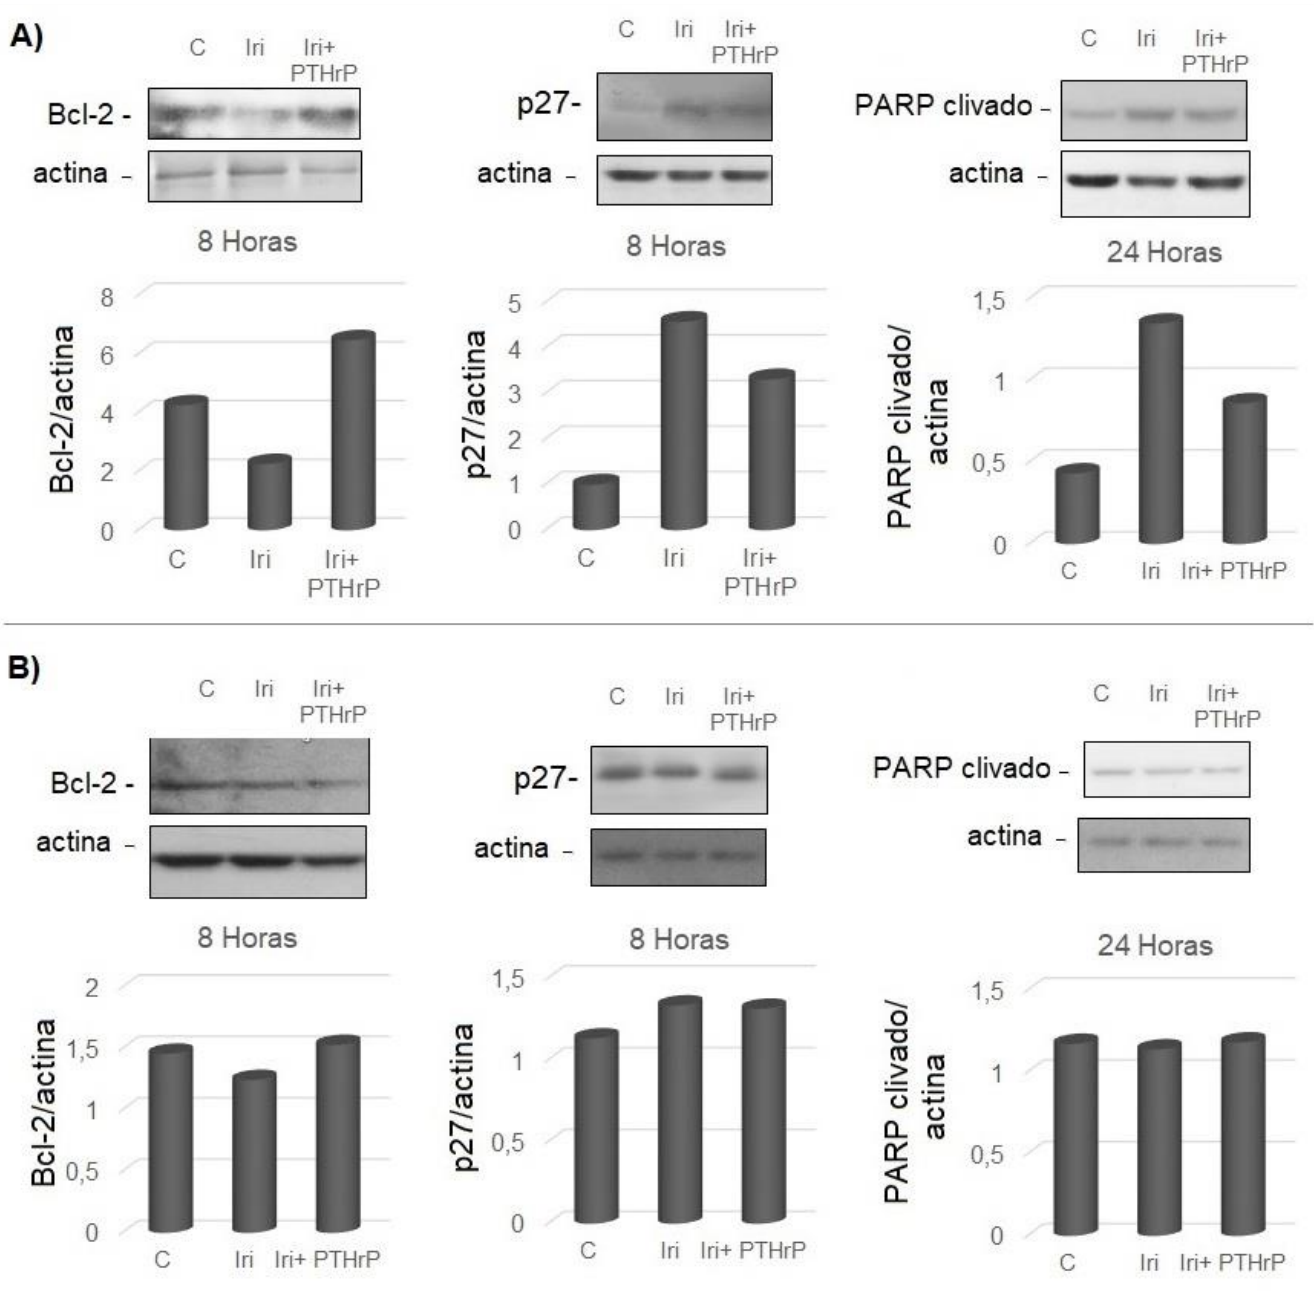 A)
C Iri Iri+
PTHrP
Bcl-2 -
actina -
8 Horas
Bcl-2/actina
8
6
4
2
0
C Iri Iri+
PTHrP
C Iri Iri+
PTHrP
p27-
actina -
8 Horas
p27/actina
5
4
3
2
1
0
C Iri Iri+
PTHrP
C Iri Iri+
PTHrP
PARP clivado -
actina -
24 Horas
PARP clivado/
actina
1,5
1
0,5
0
C Iri Iri+ PTHrP
B)
C Iri Iri+
PTHrP
Bcl-2 -
actina -
8 Horas
Bcl-2/actina
2
1,5
1
0,5
0
C Iri Iri+ PTHrP
C Iri Iri+
PTHrP
p27-
actina -
8 Horas
p27/actina
1,5
1
0,5
0
C Iri Iri+ PTHrP
C Iri Iri+
PTHrP
PARP clivado -
actina -
24 Horas
PARP clivado/
actina
1,5
1
0,5
0
C Iri Iri+ PTHrP